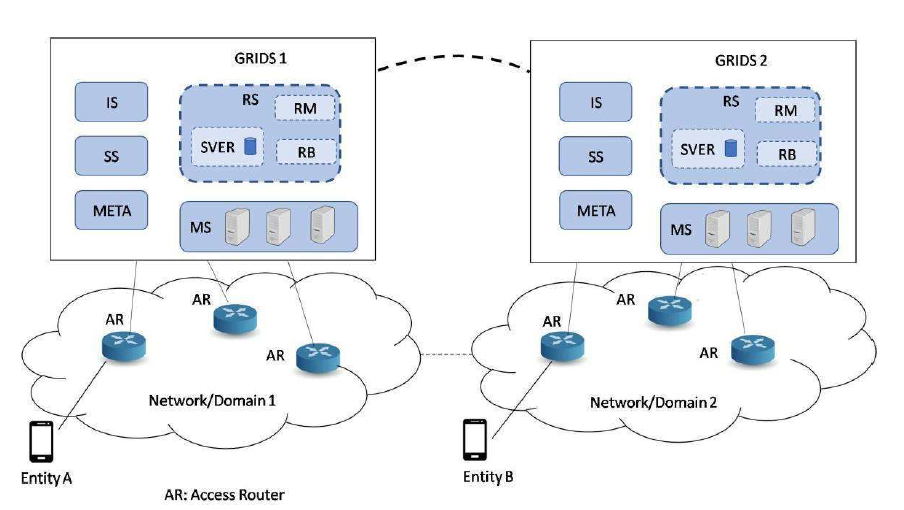 GRIDS 1
IS
RS
RM
SVER
RB
SS
META
MS
GRIDS 2
IS
RS
RM
SVER
RB
SS
META
MS
AR
AR
AR
Network/Domain 1
Entity A
AR
AR
AR
Network/Domain 2
Entity B
AR: Access Router